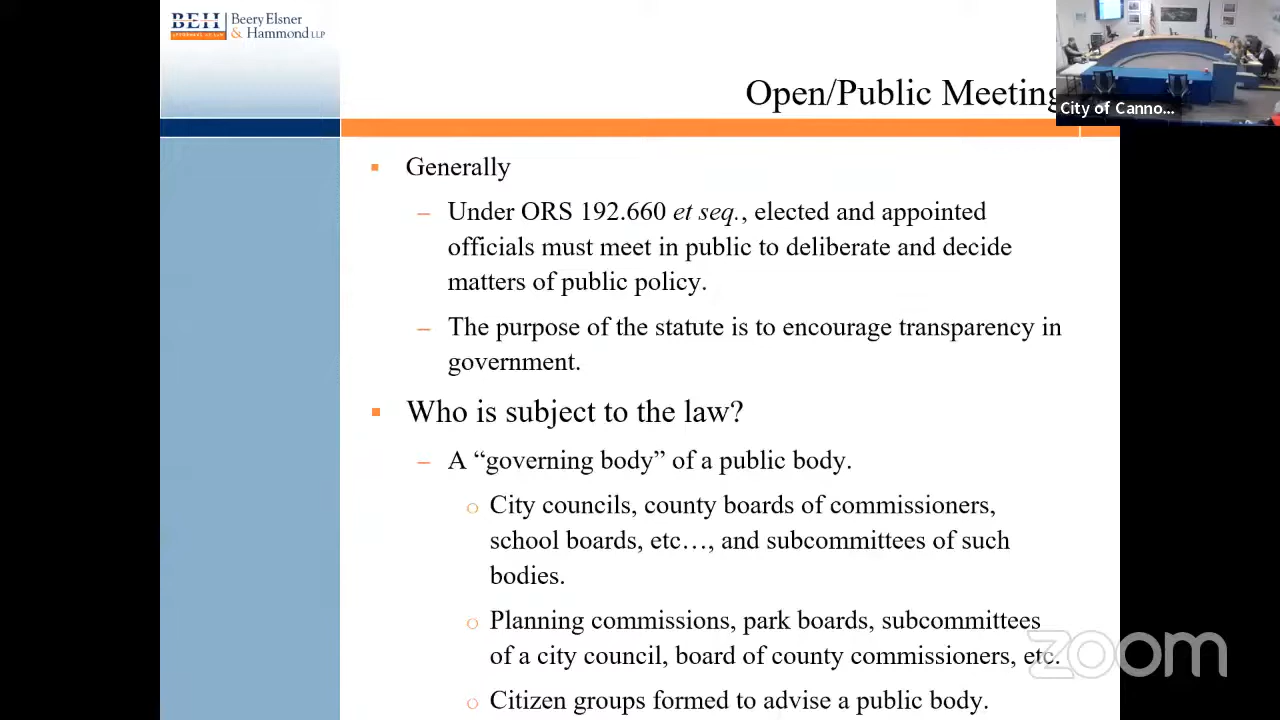 BEH
ATTORNEYS AT LAW
Beery Elsner
& Hammond LLP
Open/Public Meeting
City of Canno...
Generally
– Under ORS 192.660 et seq., elected and appointed
officials must meet in public to deliberate and decide
matters of public policy.
– The purpose of the statute is to encourage transparency in
government.
Who is subject to the law?
– A “governing body” of a public body.
City councils, county boards of commissioners,
school boards, etc…, and subcommittees of such
bodies.
Planning commissions, park boards, subcommittees
of a city council, board of county commissioners, etc.
Citizen groups formed to advise a public body.
zoom